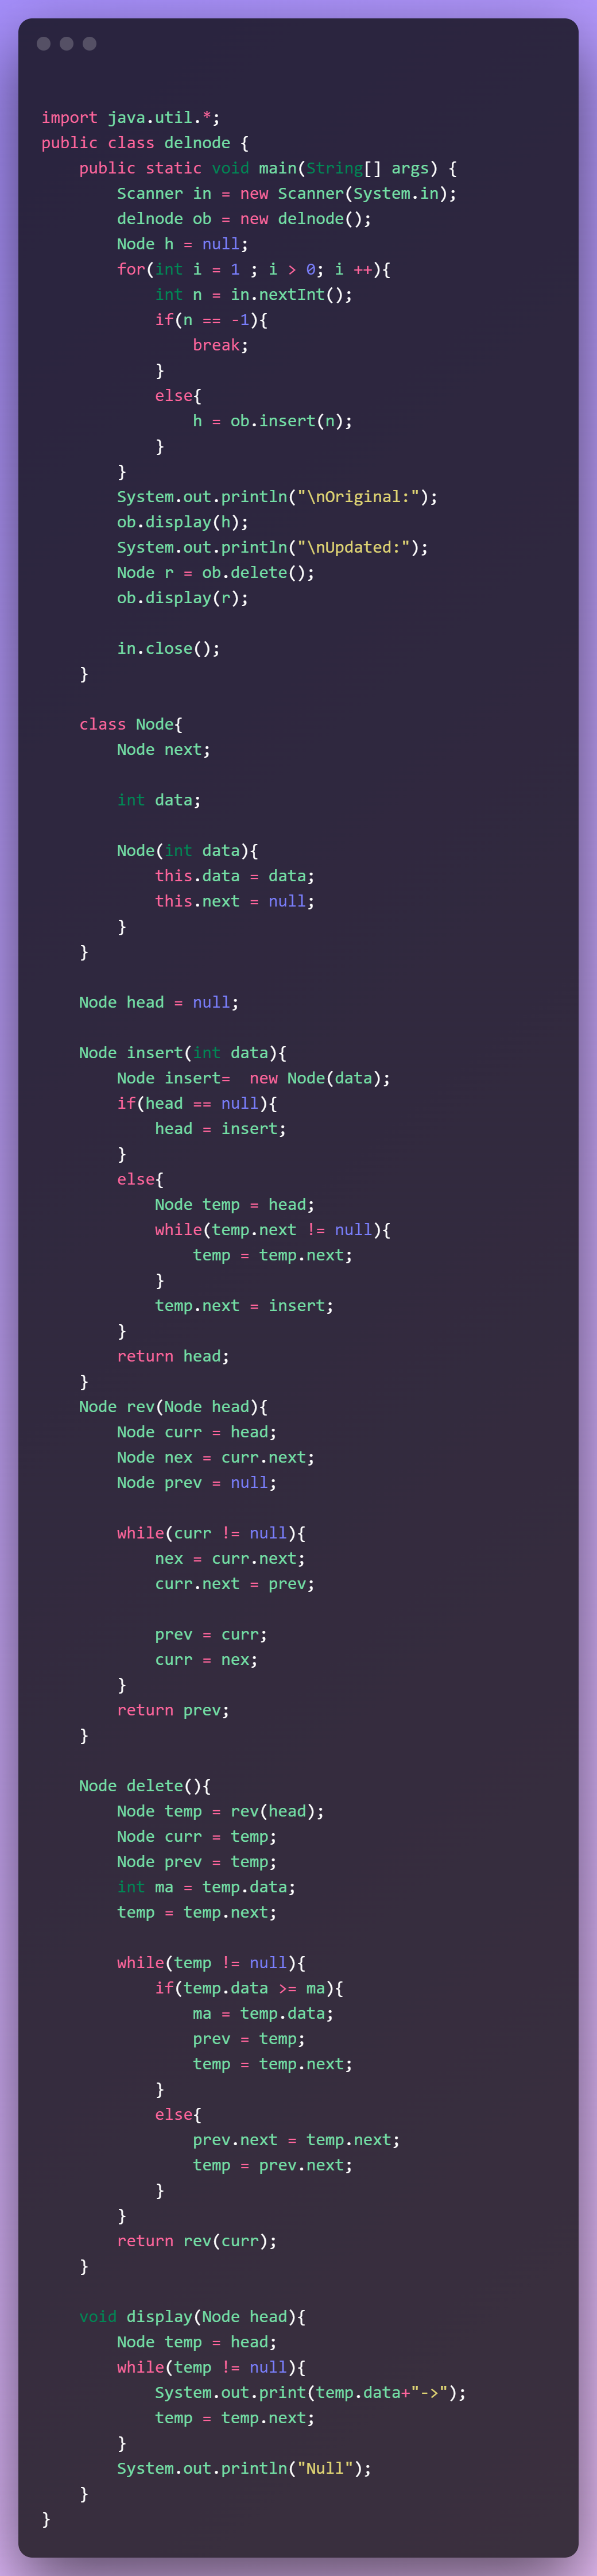 import java.util.*;
public class delnode {
    public static void main(String[] args) {
        Scanner in = new Scanner(System.in);
        delnode ob = new delnode();
        Node h = null;
        for(int i = 1 ; i > 0; i ++){
            int n = in.nextInt();
            if(n == -1){
                break;
            }
            else{
                h = ob.insert(n);
            }
        }
        System.out.println("\nOriginal:");
        ob.display(h);
        System.out.println("\nUpdated:");
        Node r = ob.delete();
        ob.display(r);

        in.close();
    }

    class Node{
        Node next;

        int data;

        Node(int data){
            this.data = data;
            this.next = null;
        }
    }

    Node head = null;

    Node insert(int data){
        Node insert=  new Node(data);
        if(head == null){
            head = insert;
        }
        else{
            Node temp = head;
            while(temp.next != null){
                temp = temp.next;
            }
            temp.next = insert;
        }
        return head;
    }
    Node rev(Node head){
        Node curr = head;
        Node nex = curr.next;
        Node prev = null;

        while(curr != null){
            nex = curr.next;
            curr.next = prev;

            prev = curr;
            curr = nex;
        }
        return prev;
    }

    Node delete(){
        Node temp = rev(head);
        Node curr = temp;
        Node prev = temp;
        int ma = temp.data;
        temp = temp.next;

        while(temp != null){
            if(temp.data >= ma){
                ma = temp.data;
                prev = temp;
                temp = temp.next;
            }
            else{
                prev.next = temp.next;
                temp = prev.next;
            }
        }
        return rev(curr);
    }

    void display(Node head){
        Node temp = head;
        while(temp != null){
            System.out.print(temp.data+"->");
            temp = temp.next;
        }
        System.out.println("Null");
    }
}